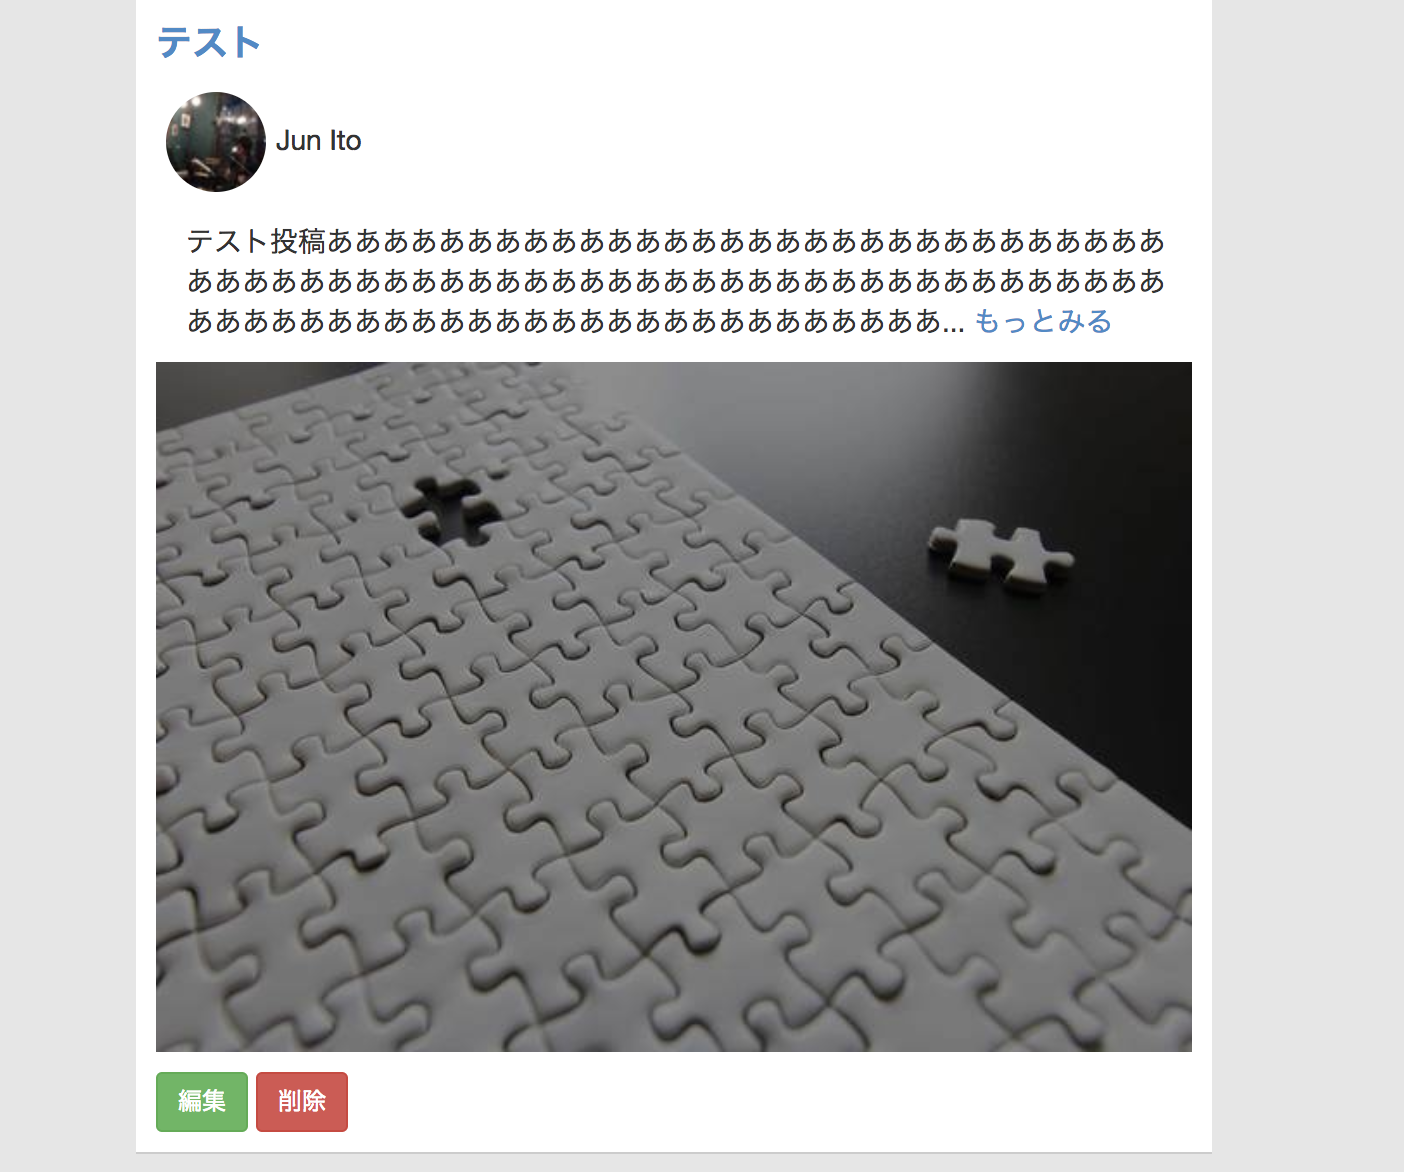 テスト
Jun Ito
テスト投稿ああああああああああああああああああああああああああああああ
あああああああああああああああああああああああああああああああああああ
あああああああああああああああああああああああああああ... もっとみる
編集 削除